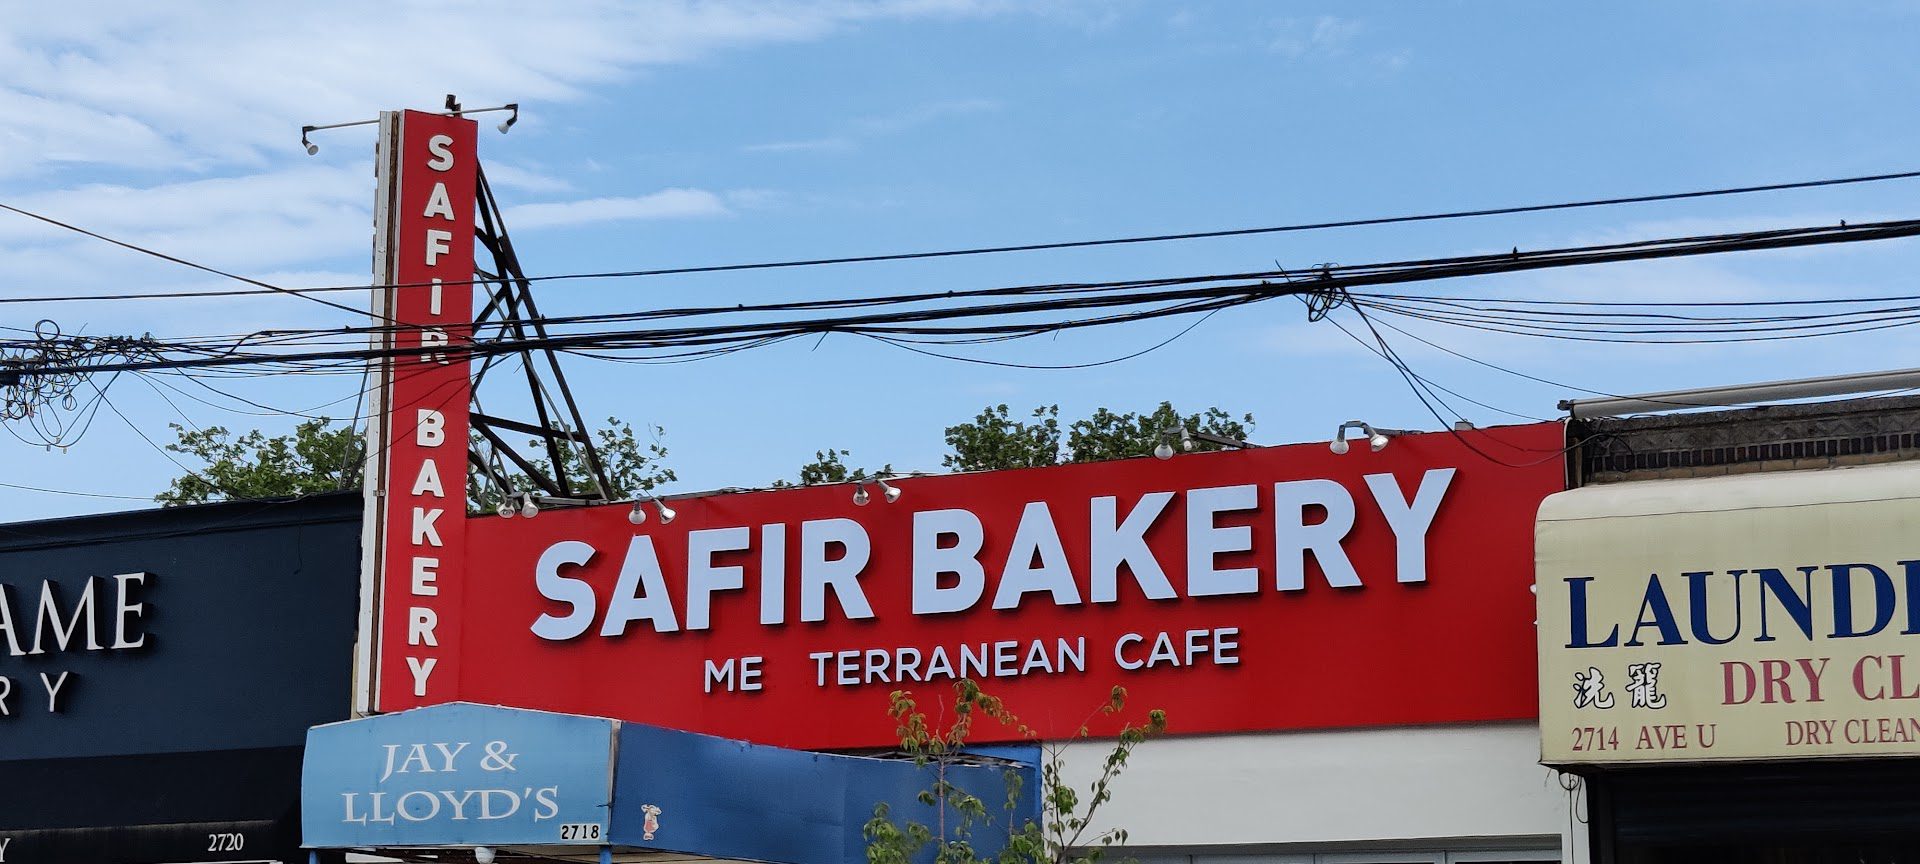 SAFIR BAKERY
SAFIR BAKERY
ME TERRANEAN CAFE
AME
RY
2720
JAY &
LLOYD'S
2718
LAUND
洗籠
DRY CL
2714 AVE U
DRY CLEAN